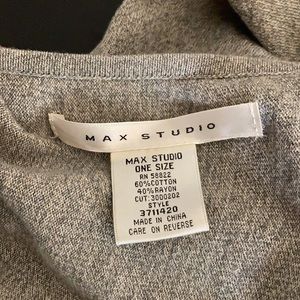 MAX STUDIO
MAX STUDIO
ONE SIZE
RN 58822
60%COTTON
40%RAYON
CUT: 3000202
STYLE
3711420
MADE IN CHINA
CARE ON REVERSE